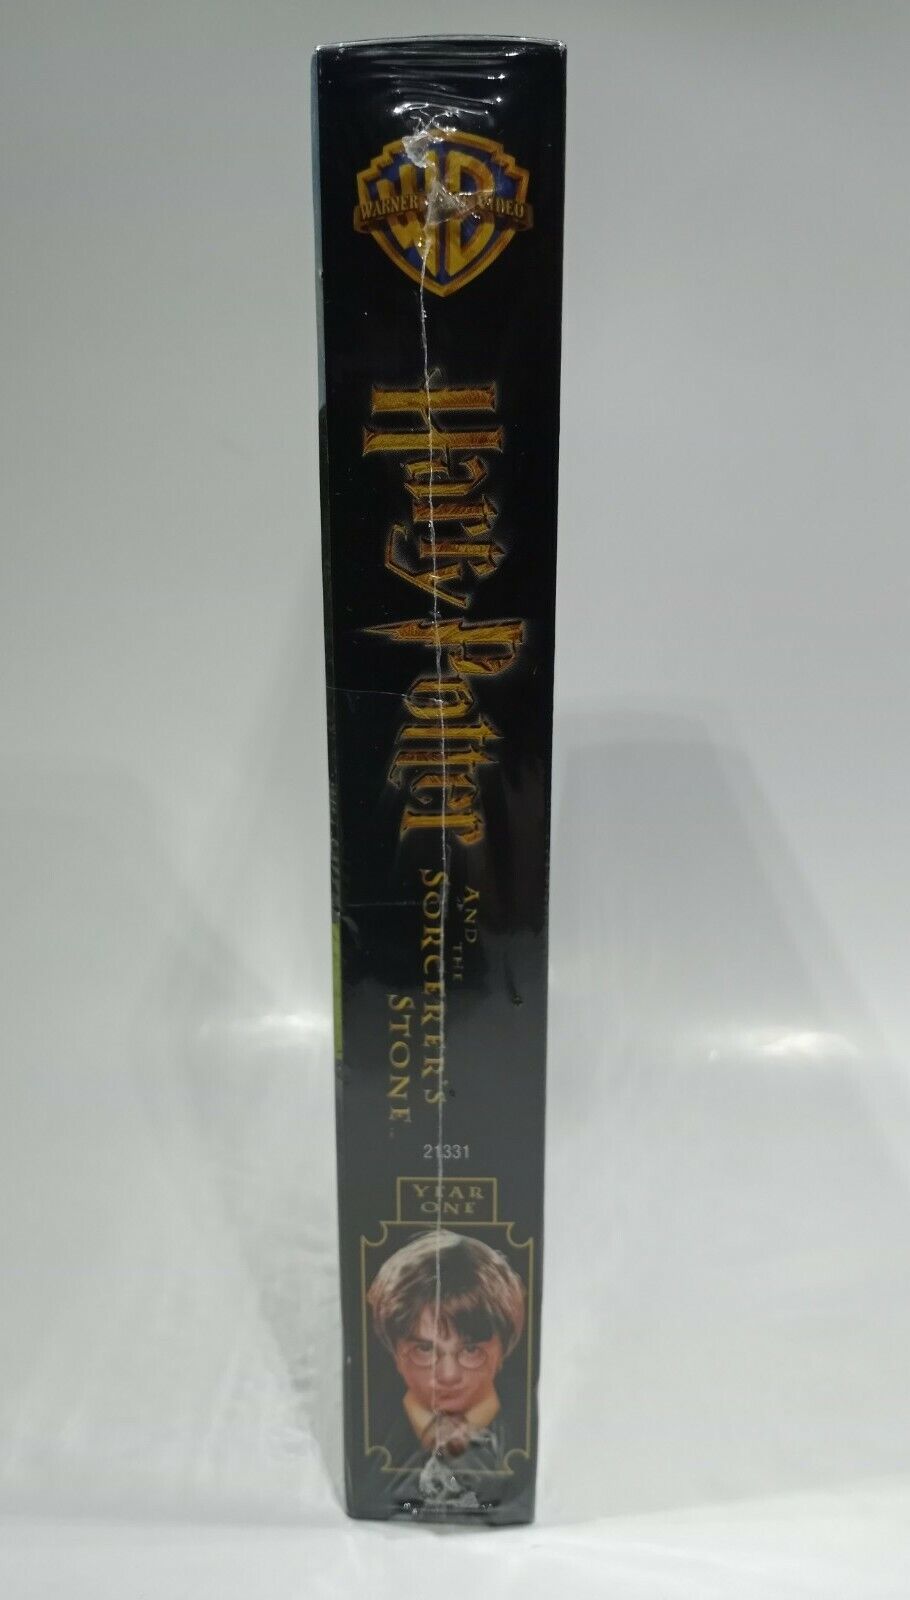 WB
WARNER HOME VIDEO
Harry Potter
AND THE
SORCERER'S
STONE...
21331
YEAR
ONE